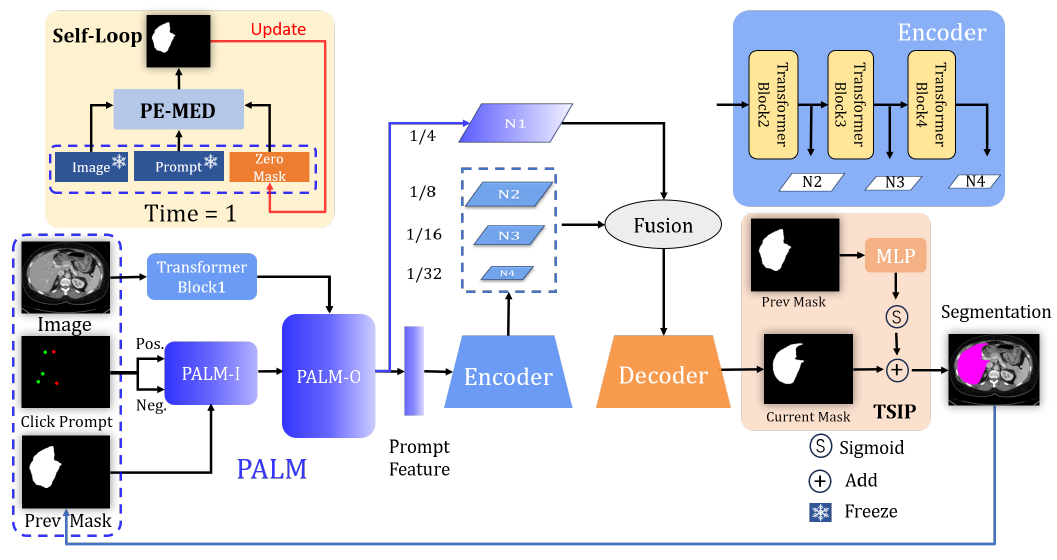 Self-Loop
Update
PE-MED
Image
Prompt
Zero
Mask
Time = 1
Image
Click Prompt
Prev Mask
Transformer
Block1
Pos.
Neg.
PALM-I
PALM-O
PALM
Prompt
Feature
1/4
1/8
1/16
1/32
N1
N2
N3
N4
Encoder
Fusion
Decoder
Encoder
Transformer
Block2
Transformer
Block3
Transformer
Block4
N2
N3
N4
Prev Mask
MLP
S
Current Mask
TSIP
Segmentation
S Sigmoid
Add
Freeze